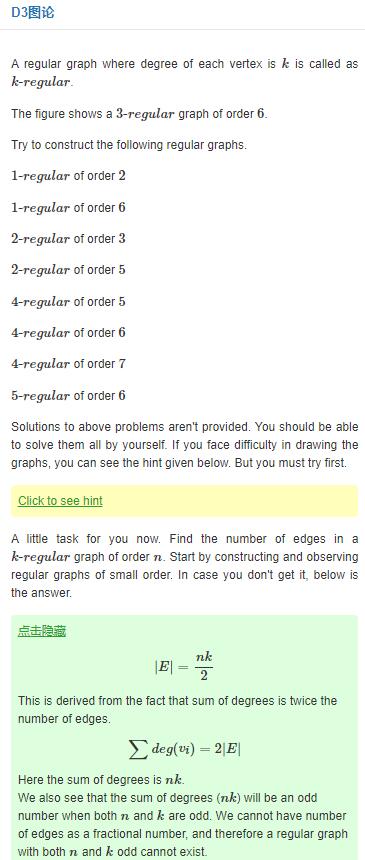 D3图论
A regular graph where degree of each vertex is k is called as
k-regular.
The figure shows a 3-regular graph of order 6.
Try to construct the following regular graphs.
1-regular of order 2
1-regular of order 6
2-regular of order 3
2-regular of order 5
4-regular of order 5
4-regular of order 6
4-regular of order 7
5-regular of order 6
Solutions to above problems aren't provided. You should be able
to solve them all by yourself. If you face difficulty in drawing the
graphs, you can see the hint given below. But you must try first.
Click to see hint
A little task for you now. Find the number of edges in a
k-regular graph of order n. Start by constructing and observing
regular graphs of small order. In case you don't get it, below is
the answer.
点击隐藏
|E| = nk/2
This is derived from the fact that sum of degrees is twice the
number of edges.
∑ deg(vi) = 2|E|
Here the sum of degrees is nk.
We also see that the sum of degrees (nk) will be an odd
number when both n and k are odd. We cannot have number
of edges as a fractional number, and therefore a regular graph
with both n and k odd cannot exist.